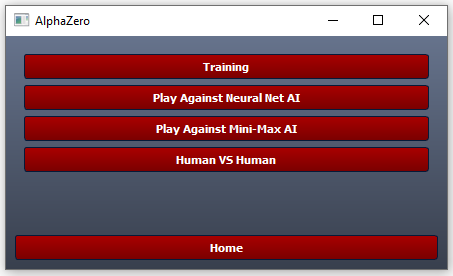 AlphaZero
Training
Play Against Neural Net AI
Play Against Mini-Max AI
Human VS Human
Home